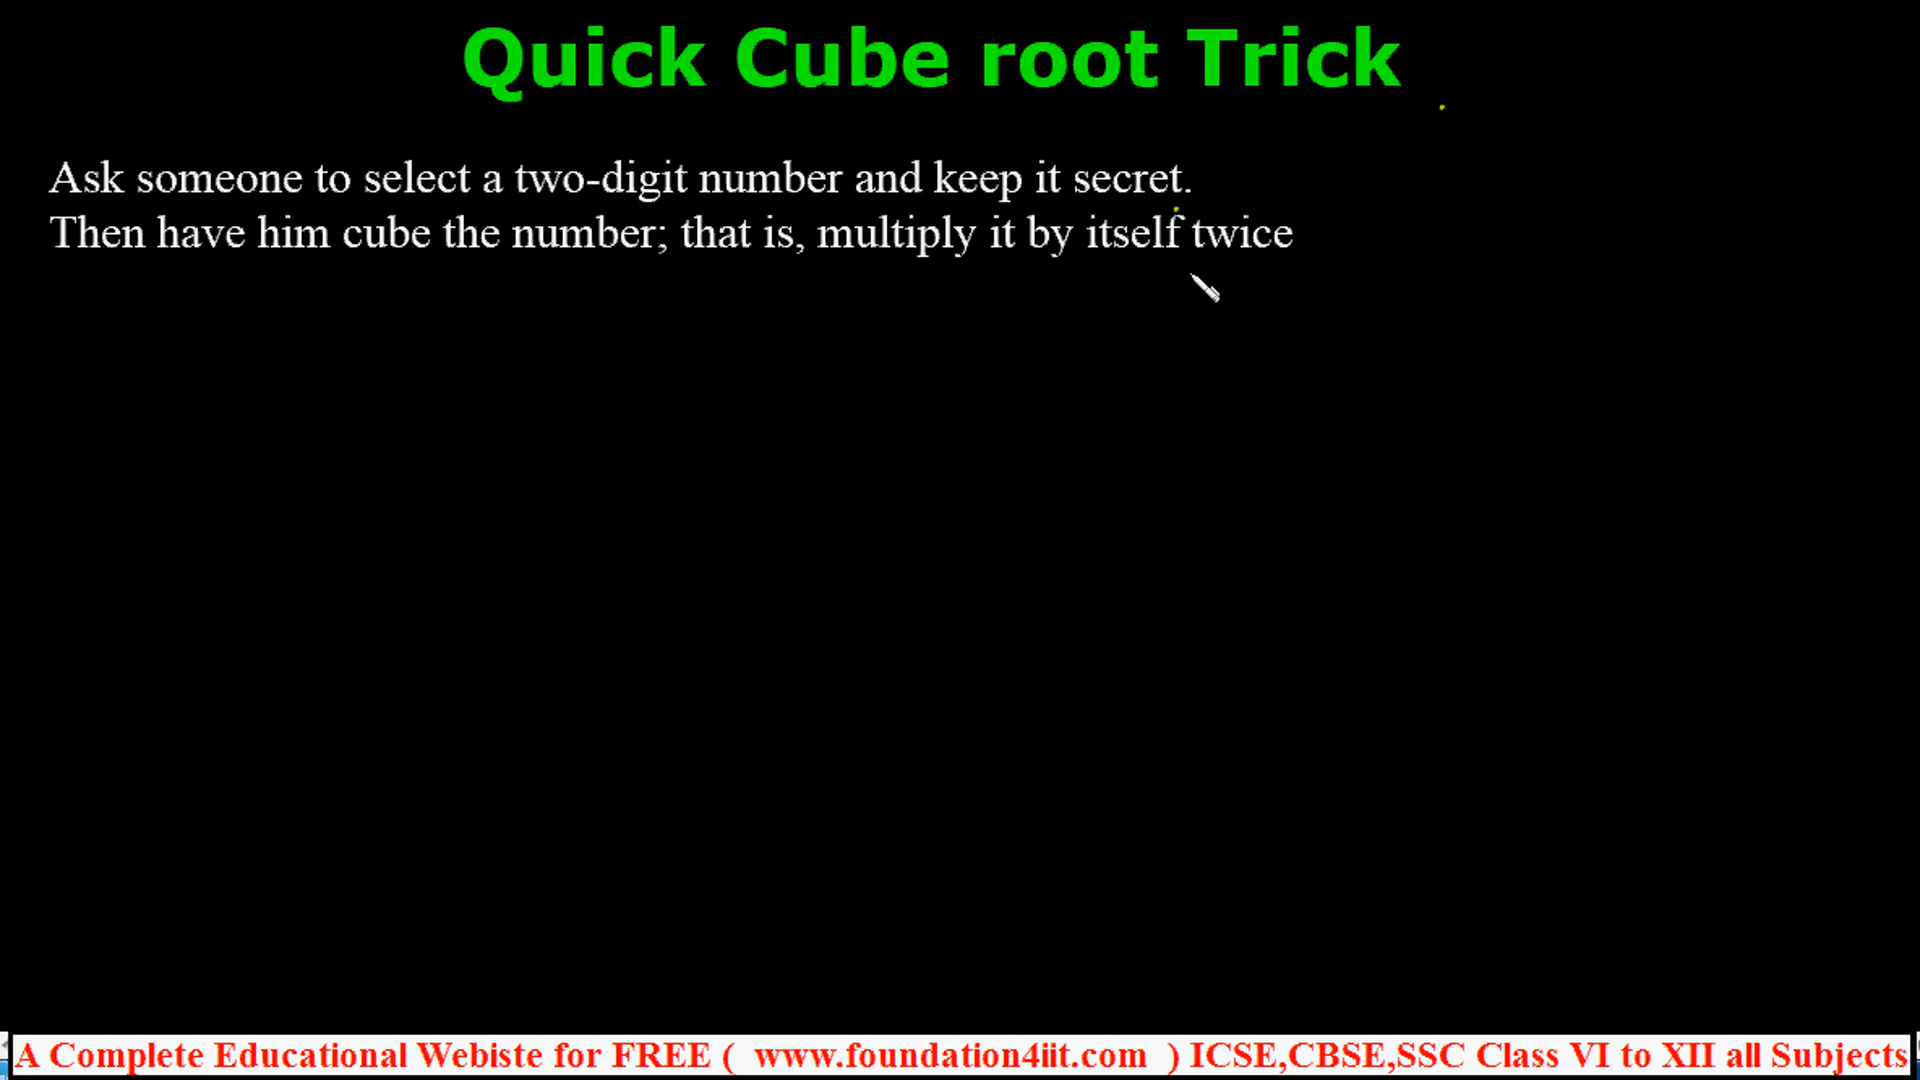 Quick Cube root Trick
Ask someone to select a two-digit number and keep it secret.
Then have him cube the number; that is, multiply it by itself twice
A Complete Educational Webiste for FREE ( www.foundation4iit.com ) ICSE,CBSE,SSC Class VI to XII all Subjects